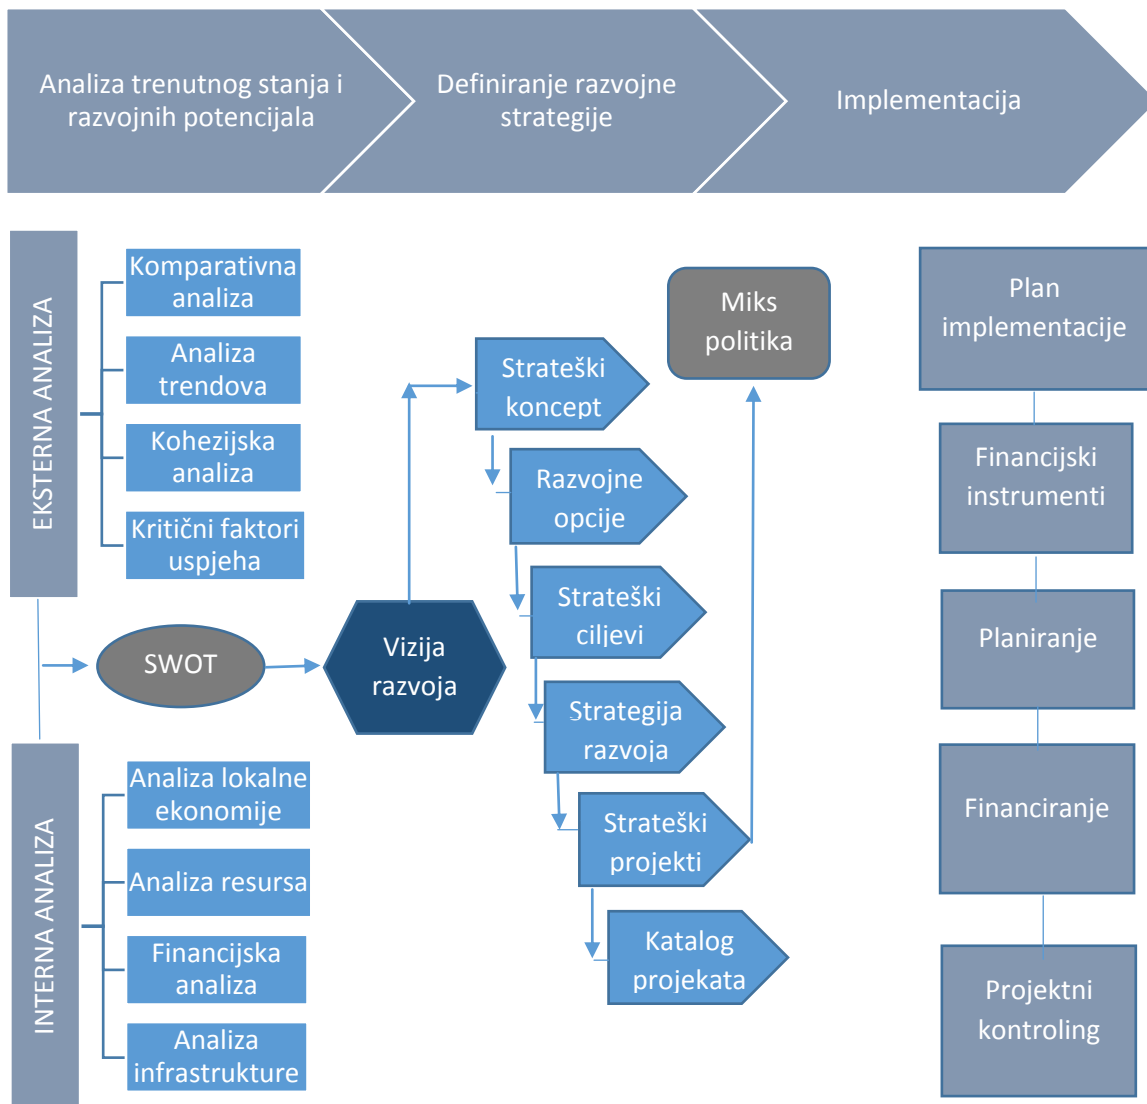 Analiza trenutnog stanja i
razvojnih potencijala
Definiranje razvojne
strategije
Implementacija
EKSTERNA ANALIZA
Komparativna
analiza
Analiza
trendova
Kohezijska
analiza
Kritični faktori
uspjeha
SWOT
Vizija
razvoja
INTERNA ANALIZA
Analiza lokalne
ekonomije
Analiza resursa
Financijska
analiza
Analiza
infrastrukture
Strateški
koncept
Razvojne
opcije
Strateški
ciljevi
Strategija
razvoja
Strateški
projekti
Katalog
projekata
Miks
politika
Plan
implementacije
Financijski
instrumenti
Planiranje
Financiranje
Projektni
kontroling